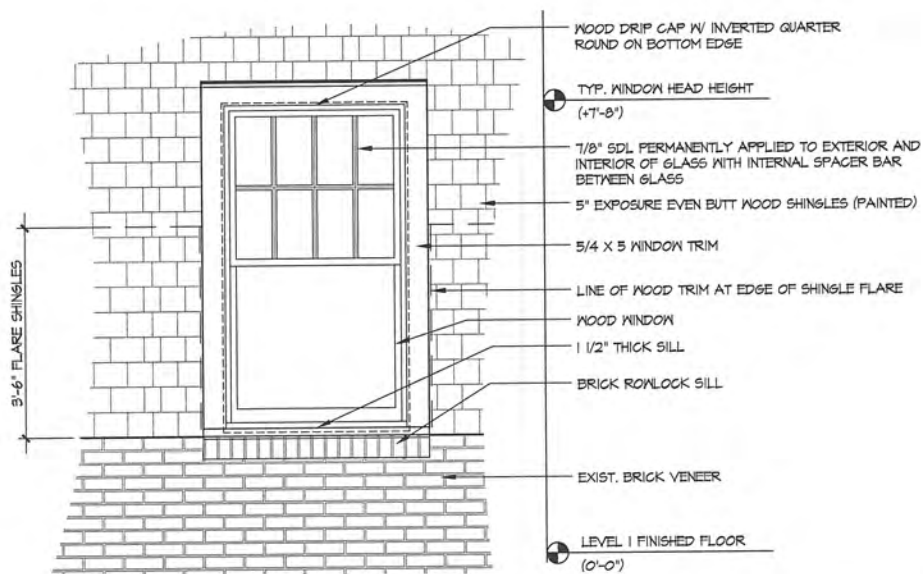 WOOD DRIP CAP W/ INVERTED QUARTER
ROUND ON BOTTOM EDGE
TYP. WINDOW HEAD HEIGHT
(+7'-8")
7/8" SDL PERMANENTLY APPLIED TO EXTERIOR AND
INTERIOR OF GLASS WITH INTERNAL SPACER BAR
BETWEEN GLASS
5" EXPOSURE EVEN BUTT WOOD SHINGLES (PAINTED)
5/4 X 5 WINDOW TRIM
3'-6" FLARE SHINGLES
LINE OF WOOD TRIM AT EDGE OF SHINGLE FLARE
WOOD WINDOW
1 1/2" THICK SILL
BRICK ROWLOCK SILL
EXIST. BRICK VENEER
LEVEL 1 FINISHED FLOOR
(0'-0")